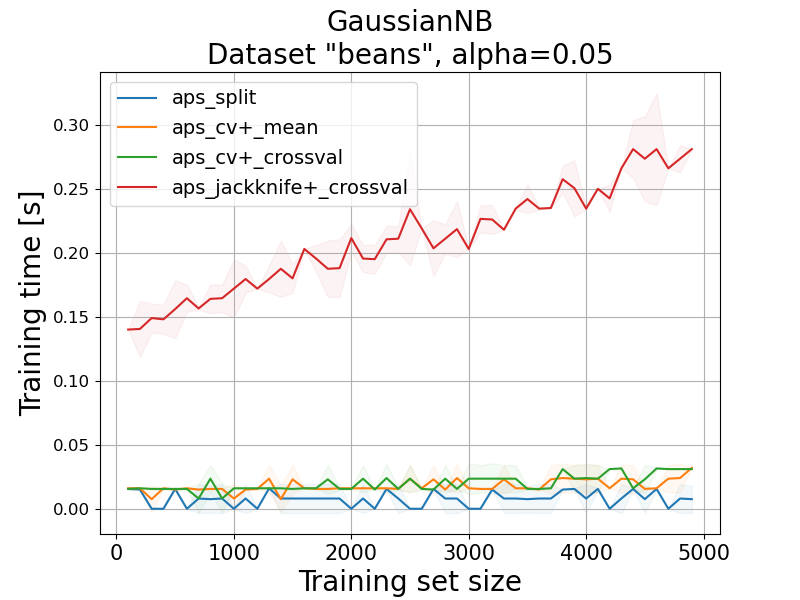 GaussianNB
Dataset "beans", alpha=0.05
aps_split
aps_cv+_mean
aps_cv+_crossval
aps_jackknife+_crossval
Training time [s]
0.30
0.25
0.20
0.15
0.10
0.05
0.00
0 1000 2000 3000 4000 5000
Training set size